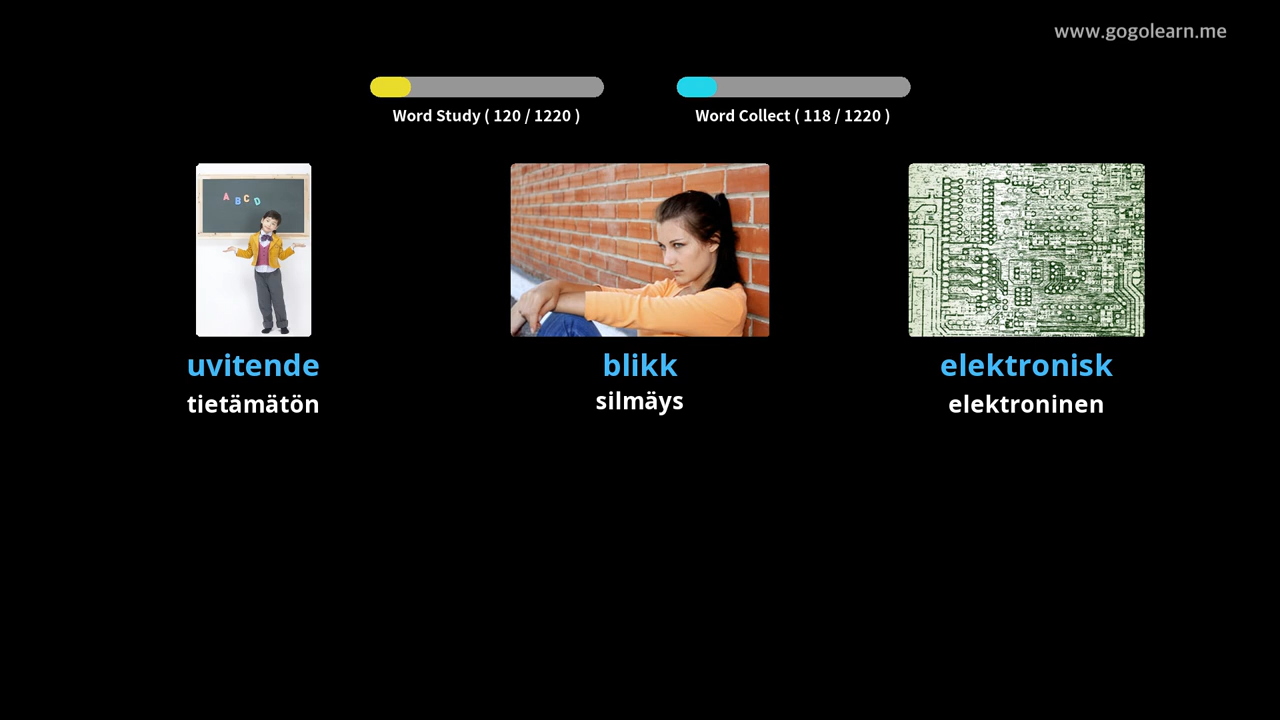 www.gogolearn.me
Word Study ( 120 / 1220 )
Word Collect ( 118 / 1220 )
A B C D
uvitende
blikk
elektronisk
tietämätön
silmäys
elektroninen